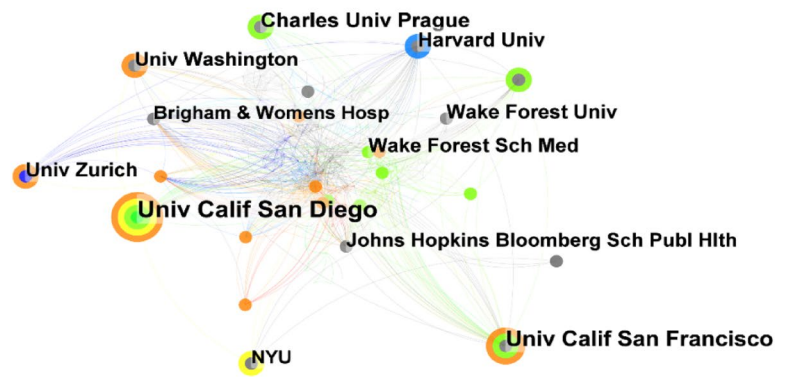 Charles Univ Prague
Harvard Univ
Univ Washington
Brigham & Womens Hosp
Wake Forest Univ
Wake Forest Sch Med
Univ Zurich
Univ Calif San Diego
Johns Hopkins Bloomberg Sch Publ Hlth
Univ Calif San Francisco
NYU